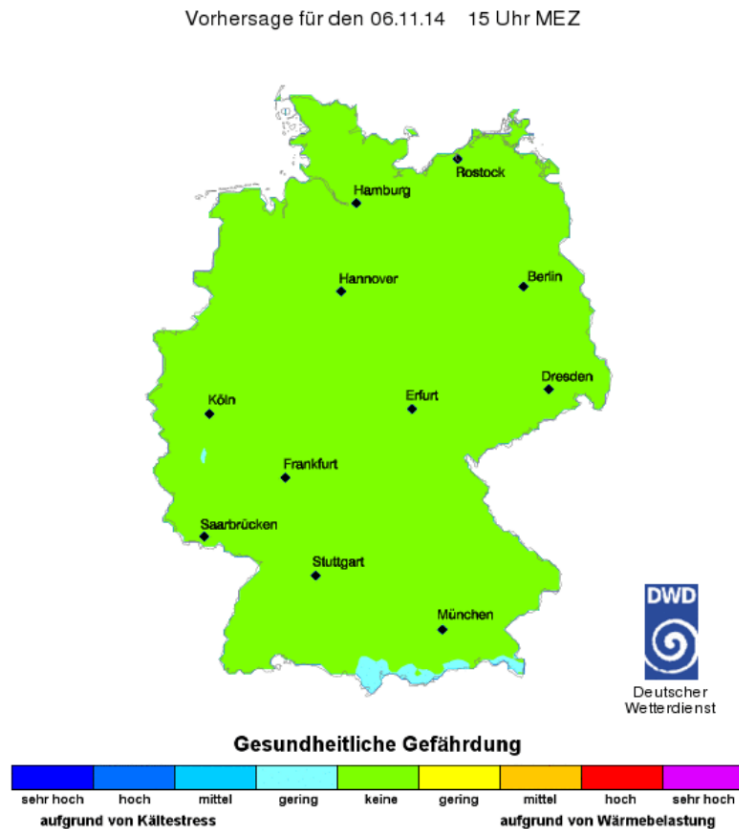 Vorhersage für den 06.11.14 15 Uhr MEZ
Rostock
Hamburg
Hannover
Berlin
Dresden
Köln
Erfurt
Frankfurt
Saarbrücken
Stuttgart
München
DWD
Deutscher
Wetterdienst
Gesundheitliche Gefährdung
sehr hoch hoch mittel gering keine gering mittel hoch sehr hoch
aufgrund von Kältestress aufgrund von Wärmebelastung